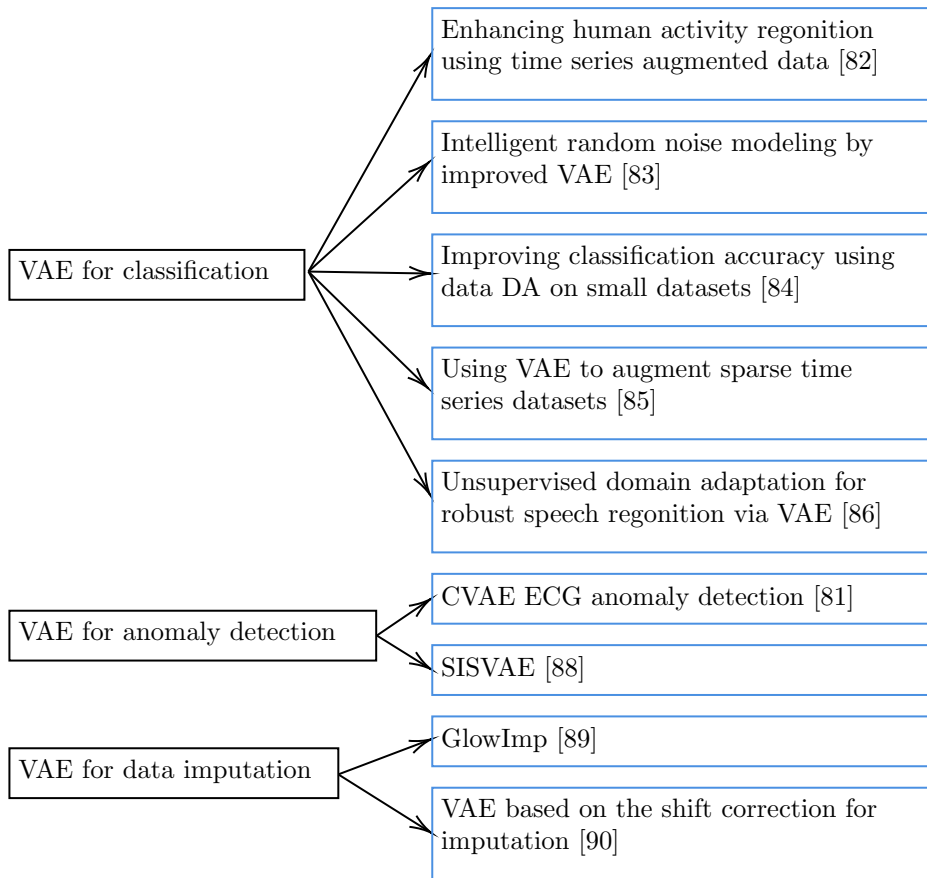 Enhancing human activity regonition
using time series augmented data [82]
Intelligent random noise modeling by
improved VAE [83]
VAE for classification
Improving classification accuracy using
data DA on small datasets [84]
Using VAE to augment sparse time
series datasets [85]
Unsupervised domain adaptation for
robust speech regonition via VAE [86]
VAE for anomaly detection
CVAE ECG anomaly detection [81]
SISVAE [88]
VAE for data imputation
GlowImp [89]
VAE based on the shift correction for
imputation [90]